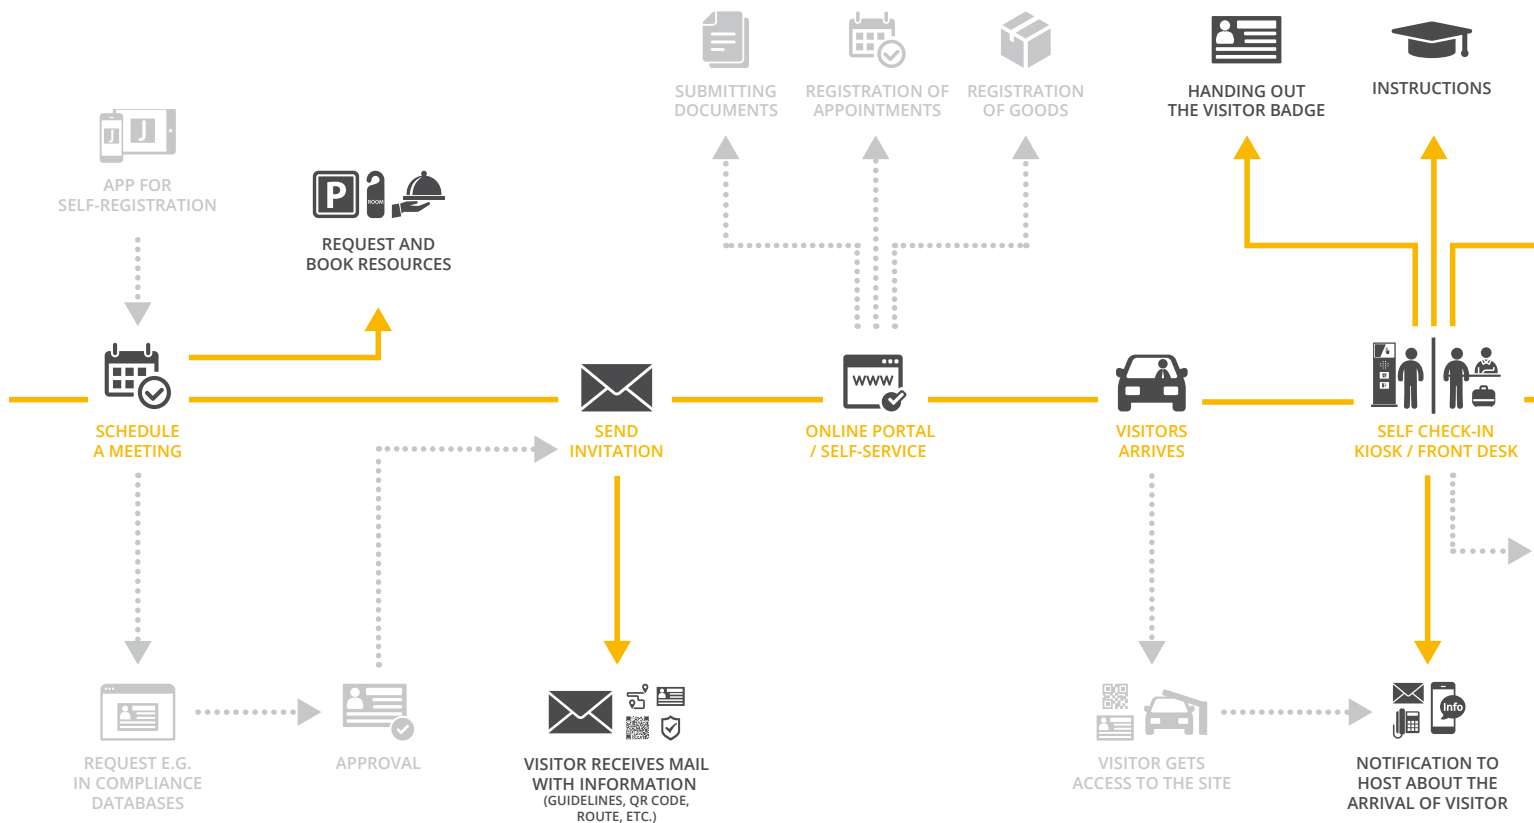 SUBMITTING
DOCUMENTS
REGISTRATION OF
APPOINTMENTS
REGISTRATION
OF GOODS
HANDING OUT
THE VISITOR BADGE
INSTRUCTIONS
J
J
APP FOR
SELF-REGISTRATION
P
ROOM
REQUEST AND
BOOK RESOURCES
SCHEDULE
A MEETING
SEND
INVITATION
WWW
ONLINE PORTAL
/ SELF-SERVICE
VISITORS
ARRIVES
SELF CHECK-IN
KIOSK / FRONT DESK
REQUEST E.G.
IN COMPLIANCE
DATABASES
APPROVAL
VISITOR RECEIVES MAIL
WITH INFORMATION
(GUIDELINES, QR CODE,
ROUTE, ETC.)
VISITOR GETS
ACCESS TO THE SITE
Info
NOTIFICATION TO
HOST ABOUT THE
ARRIVAL OF VISITOR